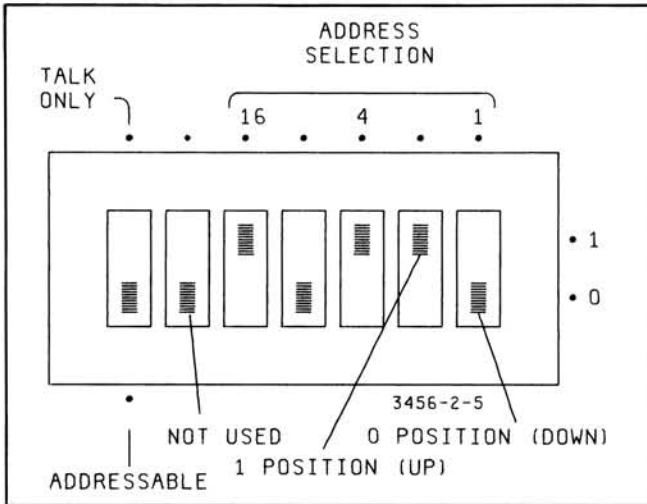 ADDRESS
SELECTION
TALK
ONLY
16 4 1
1
0
3456-2-5
NOT USED 0 POSITION (DOWN)
1 POSITION (UP)
ADDRESSABLE